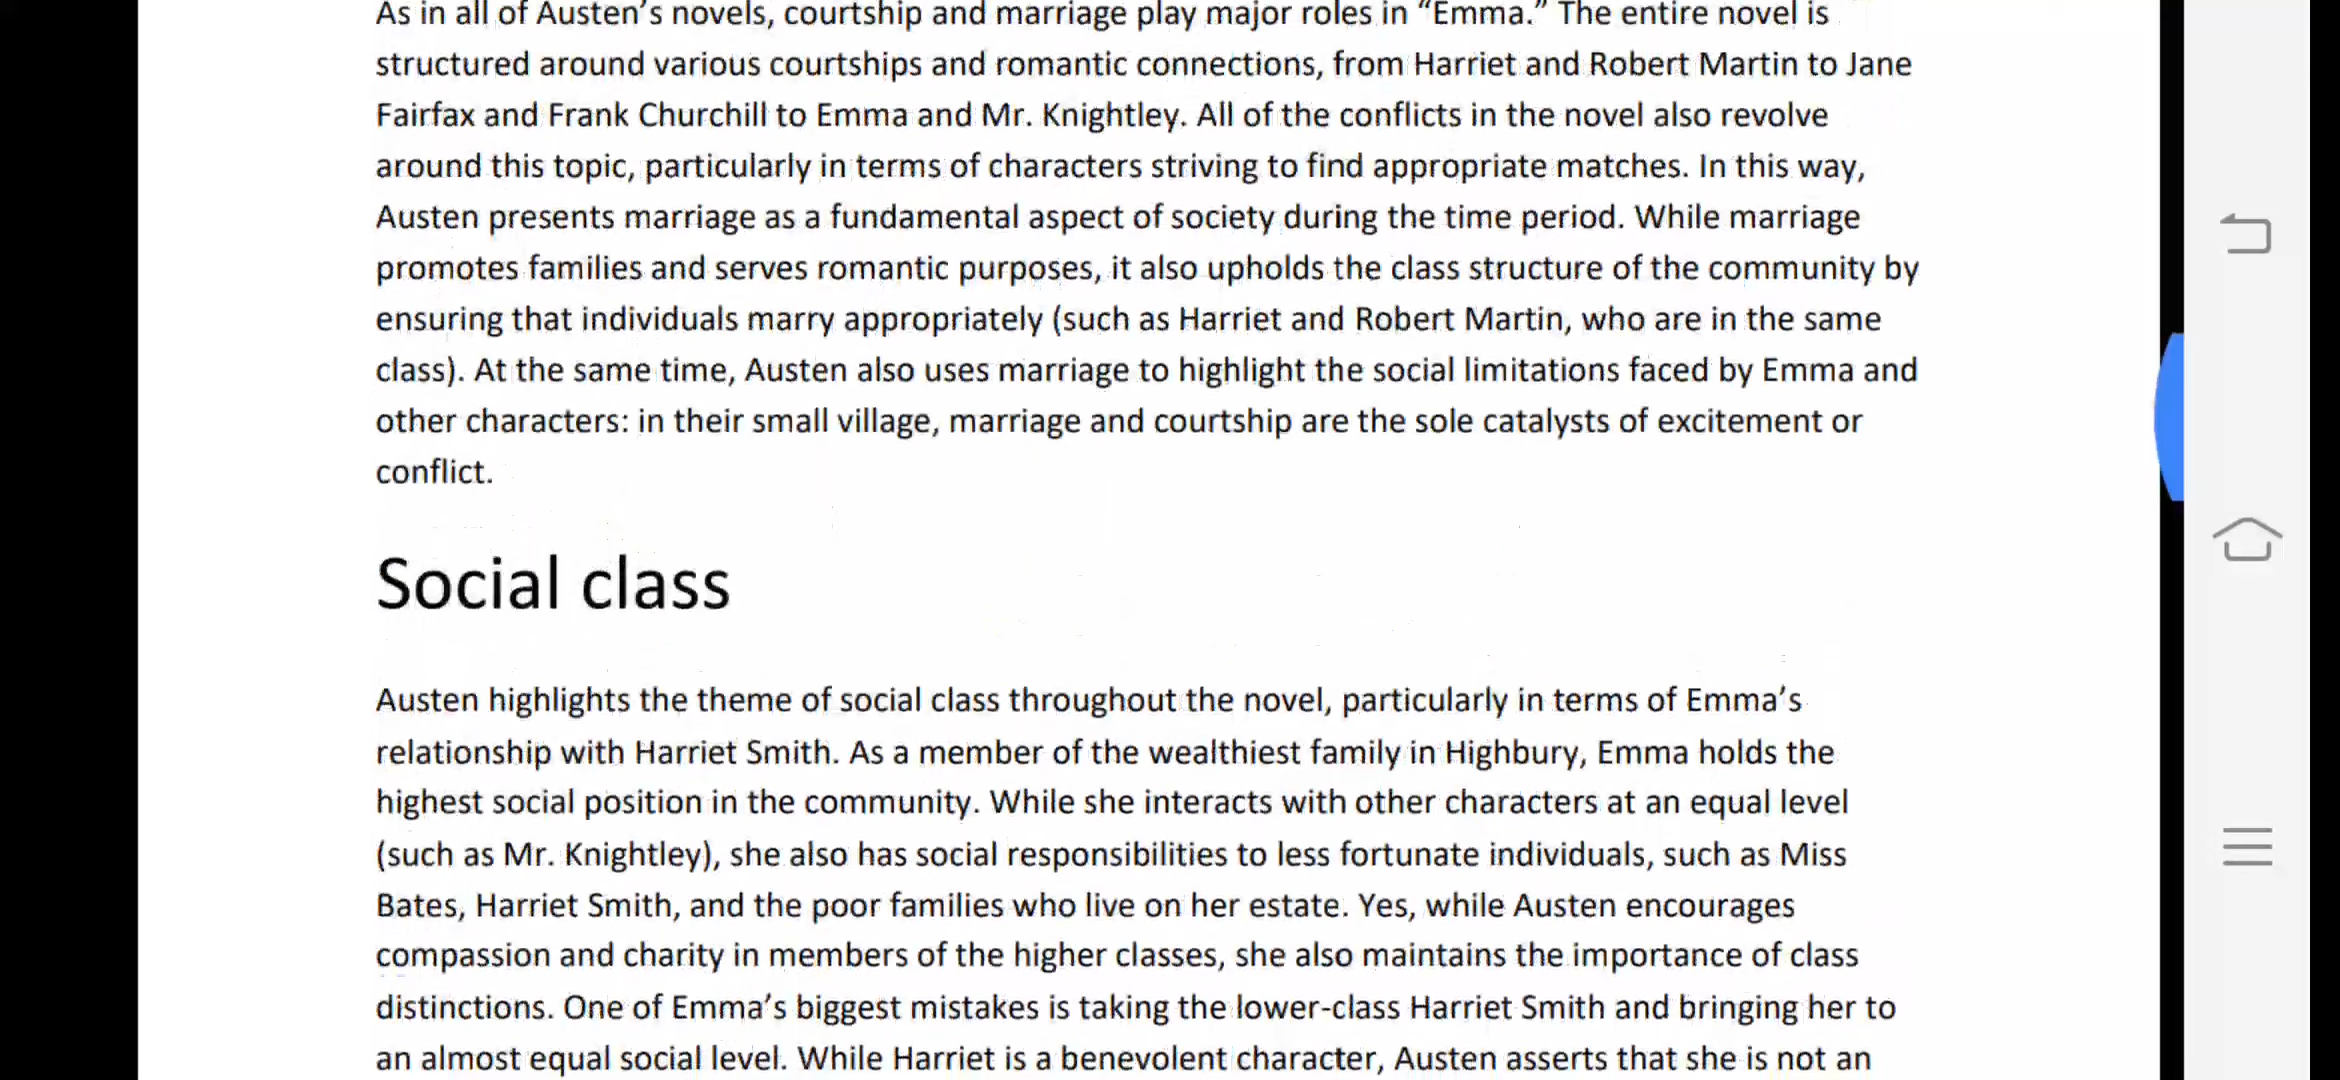 As in all of Austen’s novels, courtship and marriage play major roles in “Emma.” The entire novel is
structured around various courtships and romantic connections, from Harriet and Robert Martin to Jane
Fairfax and Frank Churchill to Emma and Mr. Knightley. All of the conflicts in the novel also revolve
around this topic, particularly in terms of characters striving to find appropriate matches. In this way,
Austen presents marriage as a fundamental aspect of society during the time period. While marriage
promotes families and serves romantic purposes, it also upholds the class structure of the community by
ensuring that individuals marry appropriately (such as Harriet and Robert Martin, who are in the same
class). At the same time, Austen also uses marriage to highlight the social limitations faced by Emma and
other characters: in their small village, marriage and courtship are the sole catalysts of excitement or
conflict.
Social class
Austen highlights the theme of social class throughout the novel, particularly in terms of Emma’s
relationship with Harriet Smith. As a member of the wealthiest family in Highbury, Emma holds the
highest social position in the community. While she interacts with other characters at an equal level
(such as Mr. Knightley), she also has social responsibilities to less fortunate individuals, such as Miss
Bates, Harriet Smith, and the poor families who live on her estate. Yes, while Austen encourages
compassion and charity in members of the higher classes, she also maintains the importance of class
distinctions. One of Emma’s biggest mistakes is taking the lower-class Harriet Smith and bringing her to
an almost equal social level. While Harriet is a benevolent character, Austen asserts that she is not an